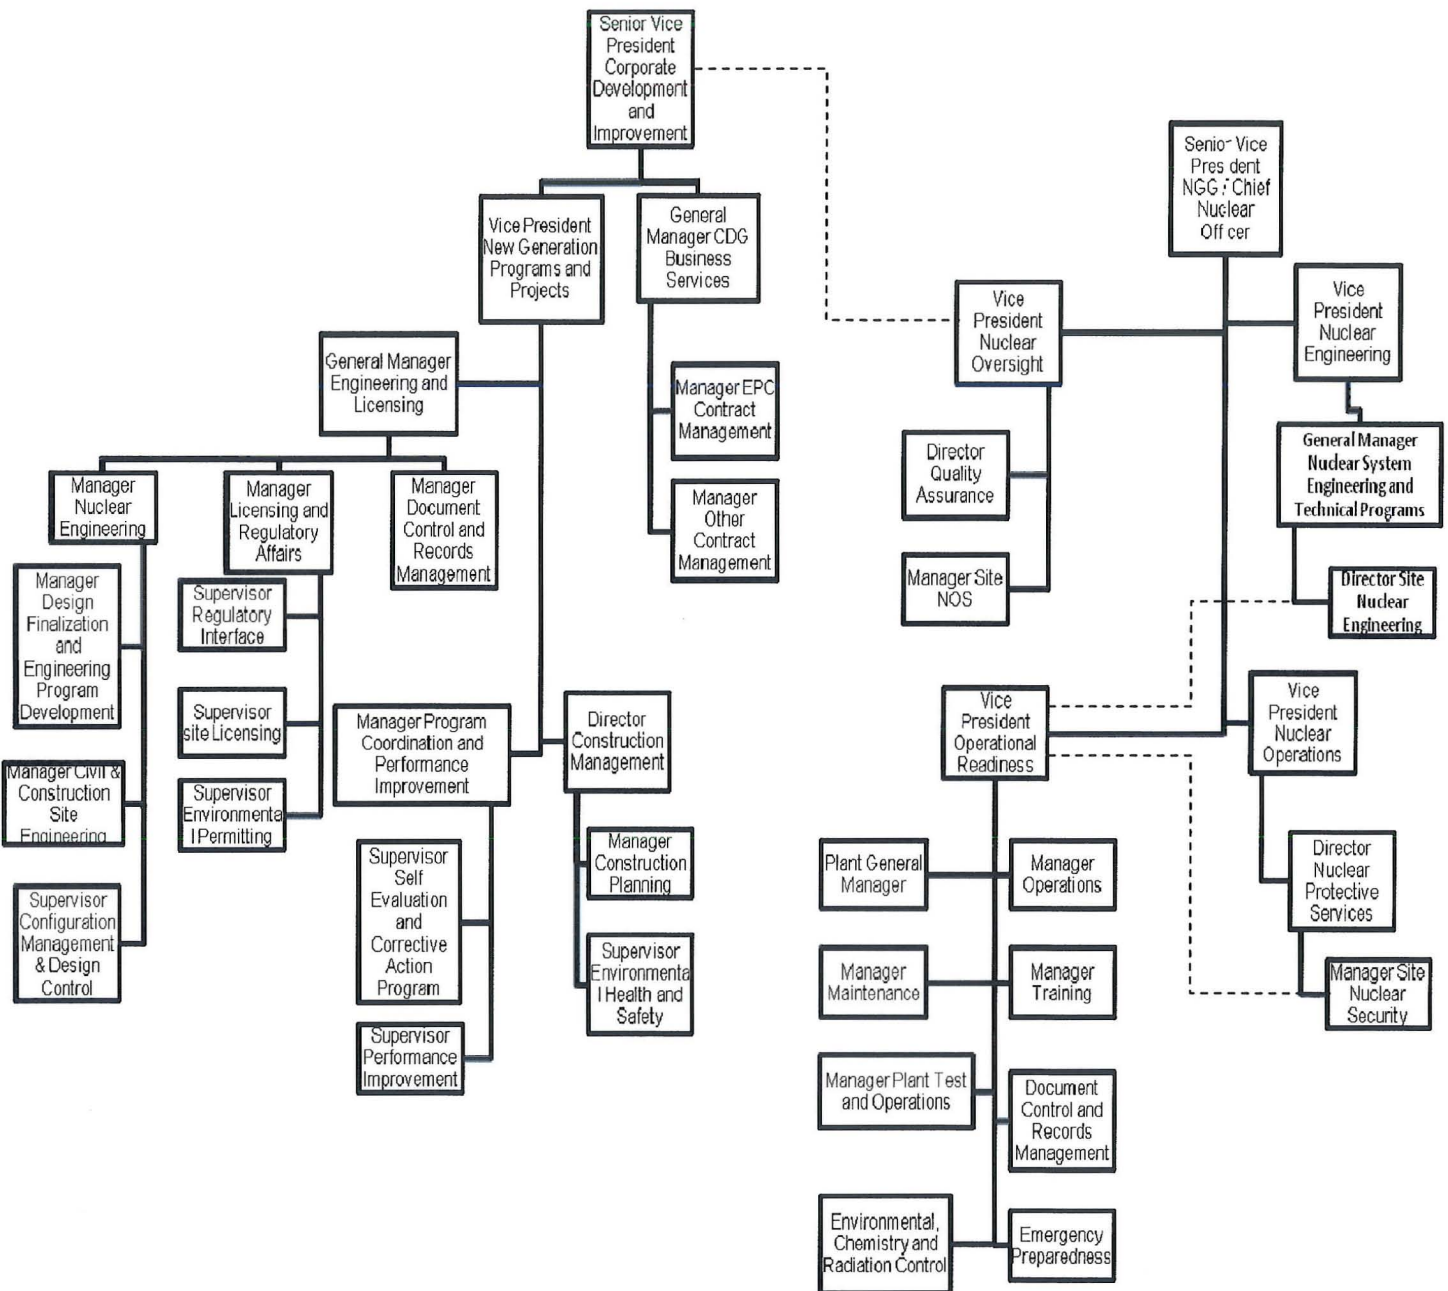 Senior Vice
President
Corporate
Development
and
Improvement
Senior Vice
President
NGG / Chief
Nuclear
Officer
Vice President
New Generation
Programs and
Projects
General
Manager CDG
Business
Services
Vice
President
Nuclear
Oversight
Vice
President
Nuclear
Engineering
General Manager
Engineering and
Licensing
Manager EPC
Contract
Management
Manager
Other
Contract
Management
Director
Quality
Assurance
Manager Site
NOS
General Manager
Nuclear System
Engineering and
Technical Programs
Director Site
Nuclear
Engineering
Manager
Nuclear
Engineering
Manager
Licensing and
Regulatory
Affairs
Manager
Document
Control and
Records
Management
Manager
Design
Finalization
and
Engineering
Program
Development
Manager Civil &
Construction
Site
Engineering
Supervisor
Configuration
Management
& Design
Control
Supervisor
Regulatory
Interface
Supervisor
site Licensing
Supervisor
Environmenta
l Permitting
Manager Program
Coordination and
Performance
Improvement
Supervisor
Self
Evaluation
and
Corrective
Action
Program
Supervisor
Performance
Improvement
Director
Construction
Management
Manager
Construction
Planning
Supervisor
Environmenta
l Health and
Safety
Vice
President
Operational
Readiness
Vice
President
Nuclear
Operations
Plant General
Manager
Manager
Operations
Manager
Maintenance
Manager
Training
Manager Plant Test
and Operations
Document
Control and
Records
Management
Environmental,
Chemistry and
Radiation Control
Emergency
Preparedness
Director
Nuclear
Protective
Services
Manager Site
Nuclear
Security